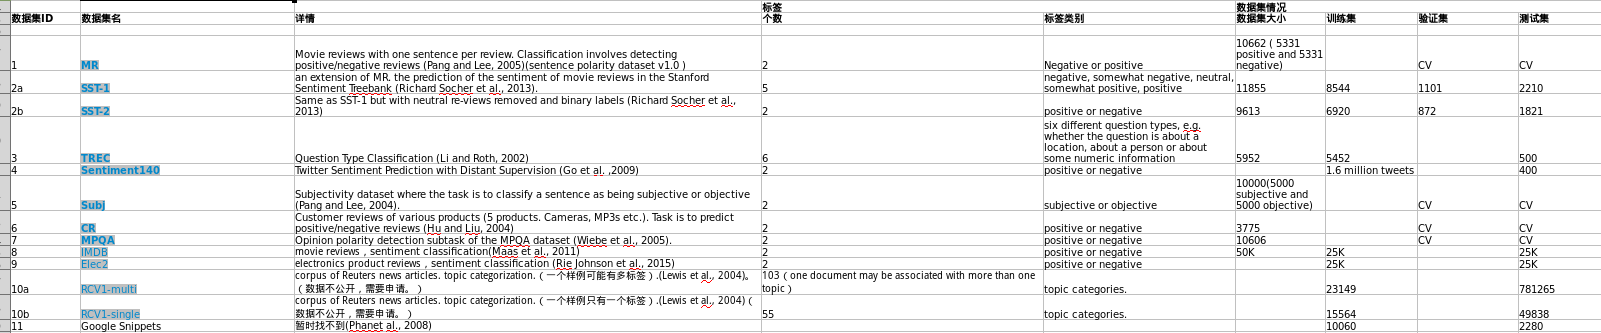 标签 数据集情况
数据集ID 数据集名 详情 个数 标签类别 数据集大小 训练集 验证集 测试集
10662 ( 5331
Movie reviews with one sentence per review. Classification involves detecting positive and 5331
1 MR positive/negative reviews (Pang and Lee, 2005)(sentence polarity dataset v1.0 ) 2 Negative or positive negative) CV CV
an extension of MR. the prediction of the sentiment of movie reviews in the Stanford negative, somewhat negative, neutral,
2a SST-1 Sentiment Treebank (Richard Socher et al., 2013). 5 somewhat positive, positive 11855 8544 1101 2210
Same as SST-1 but with neutral re-views removed and binary labels (Richard Socher et al.,
2b SST-2 2013) 2 positive or negative 9613 6920 872 1821
six different question types, e.g.
whether the question is about a
location, about a person or about
3 TREC Question Type Classification (Li and Roth, 2002) 6 some numeric information 5952 5452 500
4 Sentiment140 Twitter Sentiment Prediction with Distant Supervision (Go et al. ,2009) 2 positive or negative 1.6 million tweets 400
10000(5000
Subjectivity dataset where the task is to classify a sentence as being subjective or objective subjective and
5 Subj (Pang and Lee, 2004). 2 subjective or objective 5000 objective) CV CV
Customer reviews of various products (5 products. Cameras, MP3s etc.). Task is to predict
6 CR positive/negative reviews (Hu and Liu, 2004) 2 positive or negative 3775 CV CV
7 MPQA Opinion polarity detection subtask of the MPQA dataset (Wiebe et al., 2005). 2 positive or negative 10606 CV CV
8 IMDB movie reviews , sentiment classification(Maas et al., 2011) 2 positive or negative 50K 25K 25K
9 Elec2 electronics product reviews , sentiment classification (Rie Johnson et al., 2015) 2 positive or negative 25K 25K
corpus of Reuters news articles. topic categorization.（一个样例可能有多标签）.(Lewis et al., 2004)。 103（one document may be associated with more than one
10a RCV1-multi （数据不公开，需要申请。） topic） topic categories. 23149 781265
corpus of Reuters news articles. topic categorization.（一个样例只有一个标签）.(Lewis et al., 2004)（
10b RCV1-single 数据不公开，需要申请。） 55 topic categories. 15564 49838
11 Google Snippets 暂时找不到(Phanet al., 2008) 10060 2280